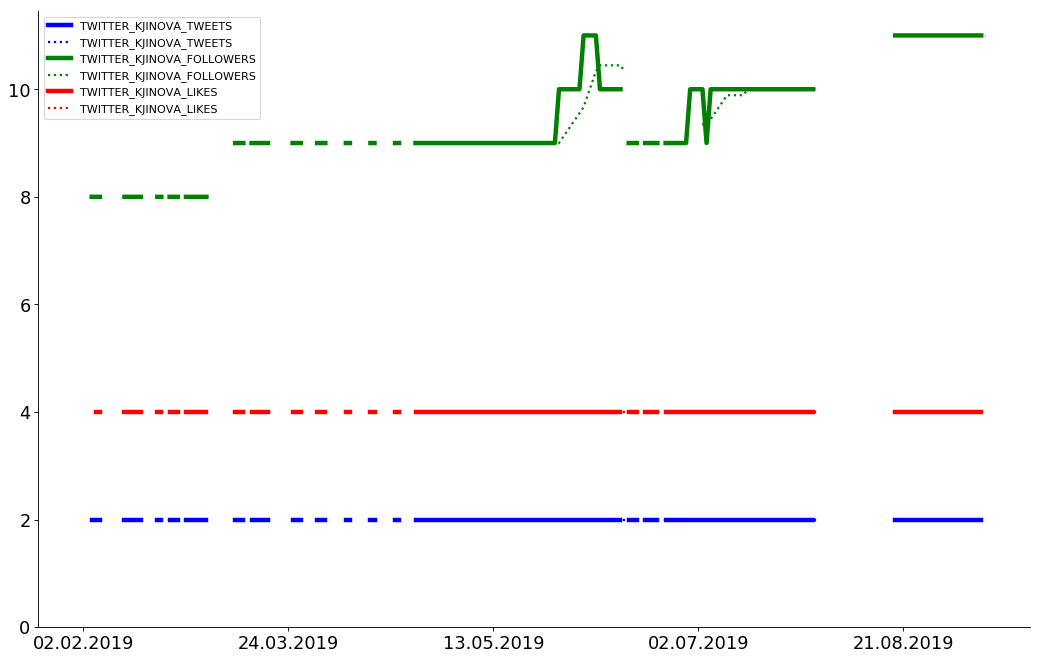 TWITTER_KJINOVA_TWEETS
TWITTER_KJINOVA_TWEETS
TWITTER_KJINOVA_FOLLOWERS
TWITTER_KJINOVA_FOLLOWERS
TWITTER_KJINOVA_LIKES
TWITTER_KJINOVA_LIKES
10
8
6
4
2
0
02.02.2019 24.03.2019 13.05.2019 02.07.2019 21.08.2019